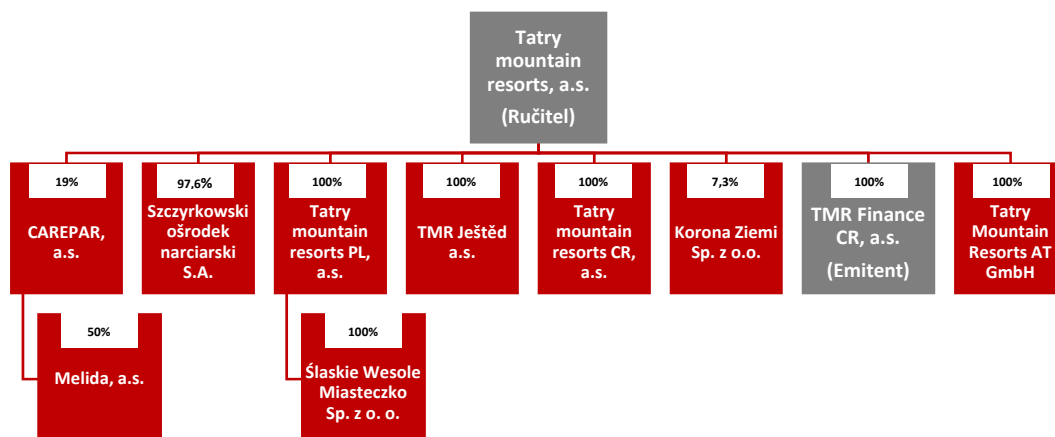 Tatry
mountain
resorts, a.s.
(Ručitel)
19%
CAREPAR,
a.s.
97,6%
Szczyrkowski
ošrodek
narciarski
S.A.
100%
Tatry
mountain
resorts PL,
a.s.
100%
TMR Ještěd
a.s.
100%
Tatry
mountain
resorts CR,
a.s.
7,3%
Korona Ziemi
Sp. z o.o.
100%
TMR Finance
CR, a.s.
(Emitent)
100%
Tatry
Mountain
Resorts AT
GmbH
50%
Melida, a.s.
100%
Ślaskie Wesole
Miasteczko
Sp. z o. o.